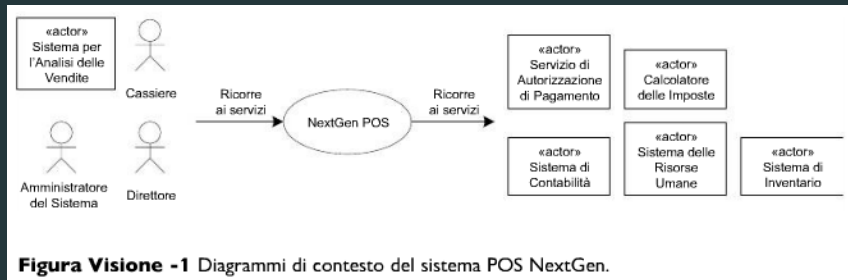 «actor»
Sistema per
l'Analisi delle
Vendite
Cassiere
Amministratore
del Sistema
Direttore
Ricorre
ai servizi
NextGen POS
Ricorre
ai servizi
«actor»
Servizio di
Autorizzazione
di Pagamento
«actor»
Calcolatore
delle Imposte
«actor»
Sistema di
Contabilità
«actor»
Sistema delle
Risorse
Umane
«actor»
Sistema di
Inventario
Figura Visione -1 Diagrammi di contesto del sistema POS NextGen.